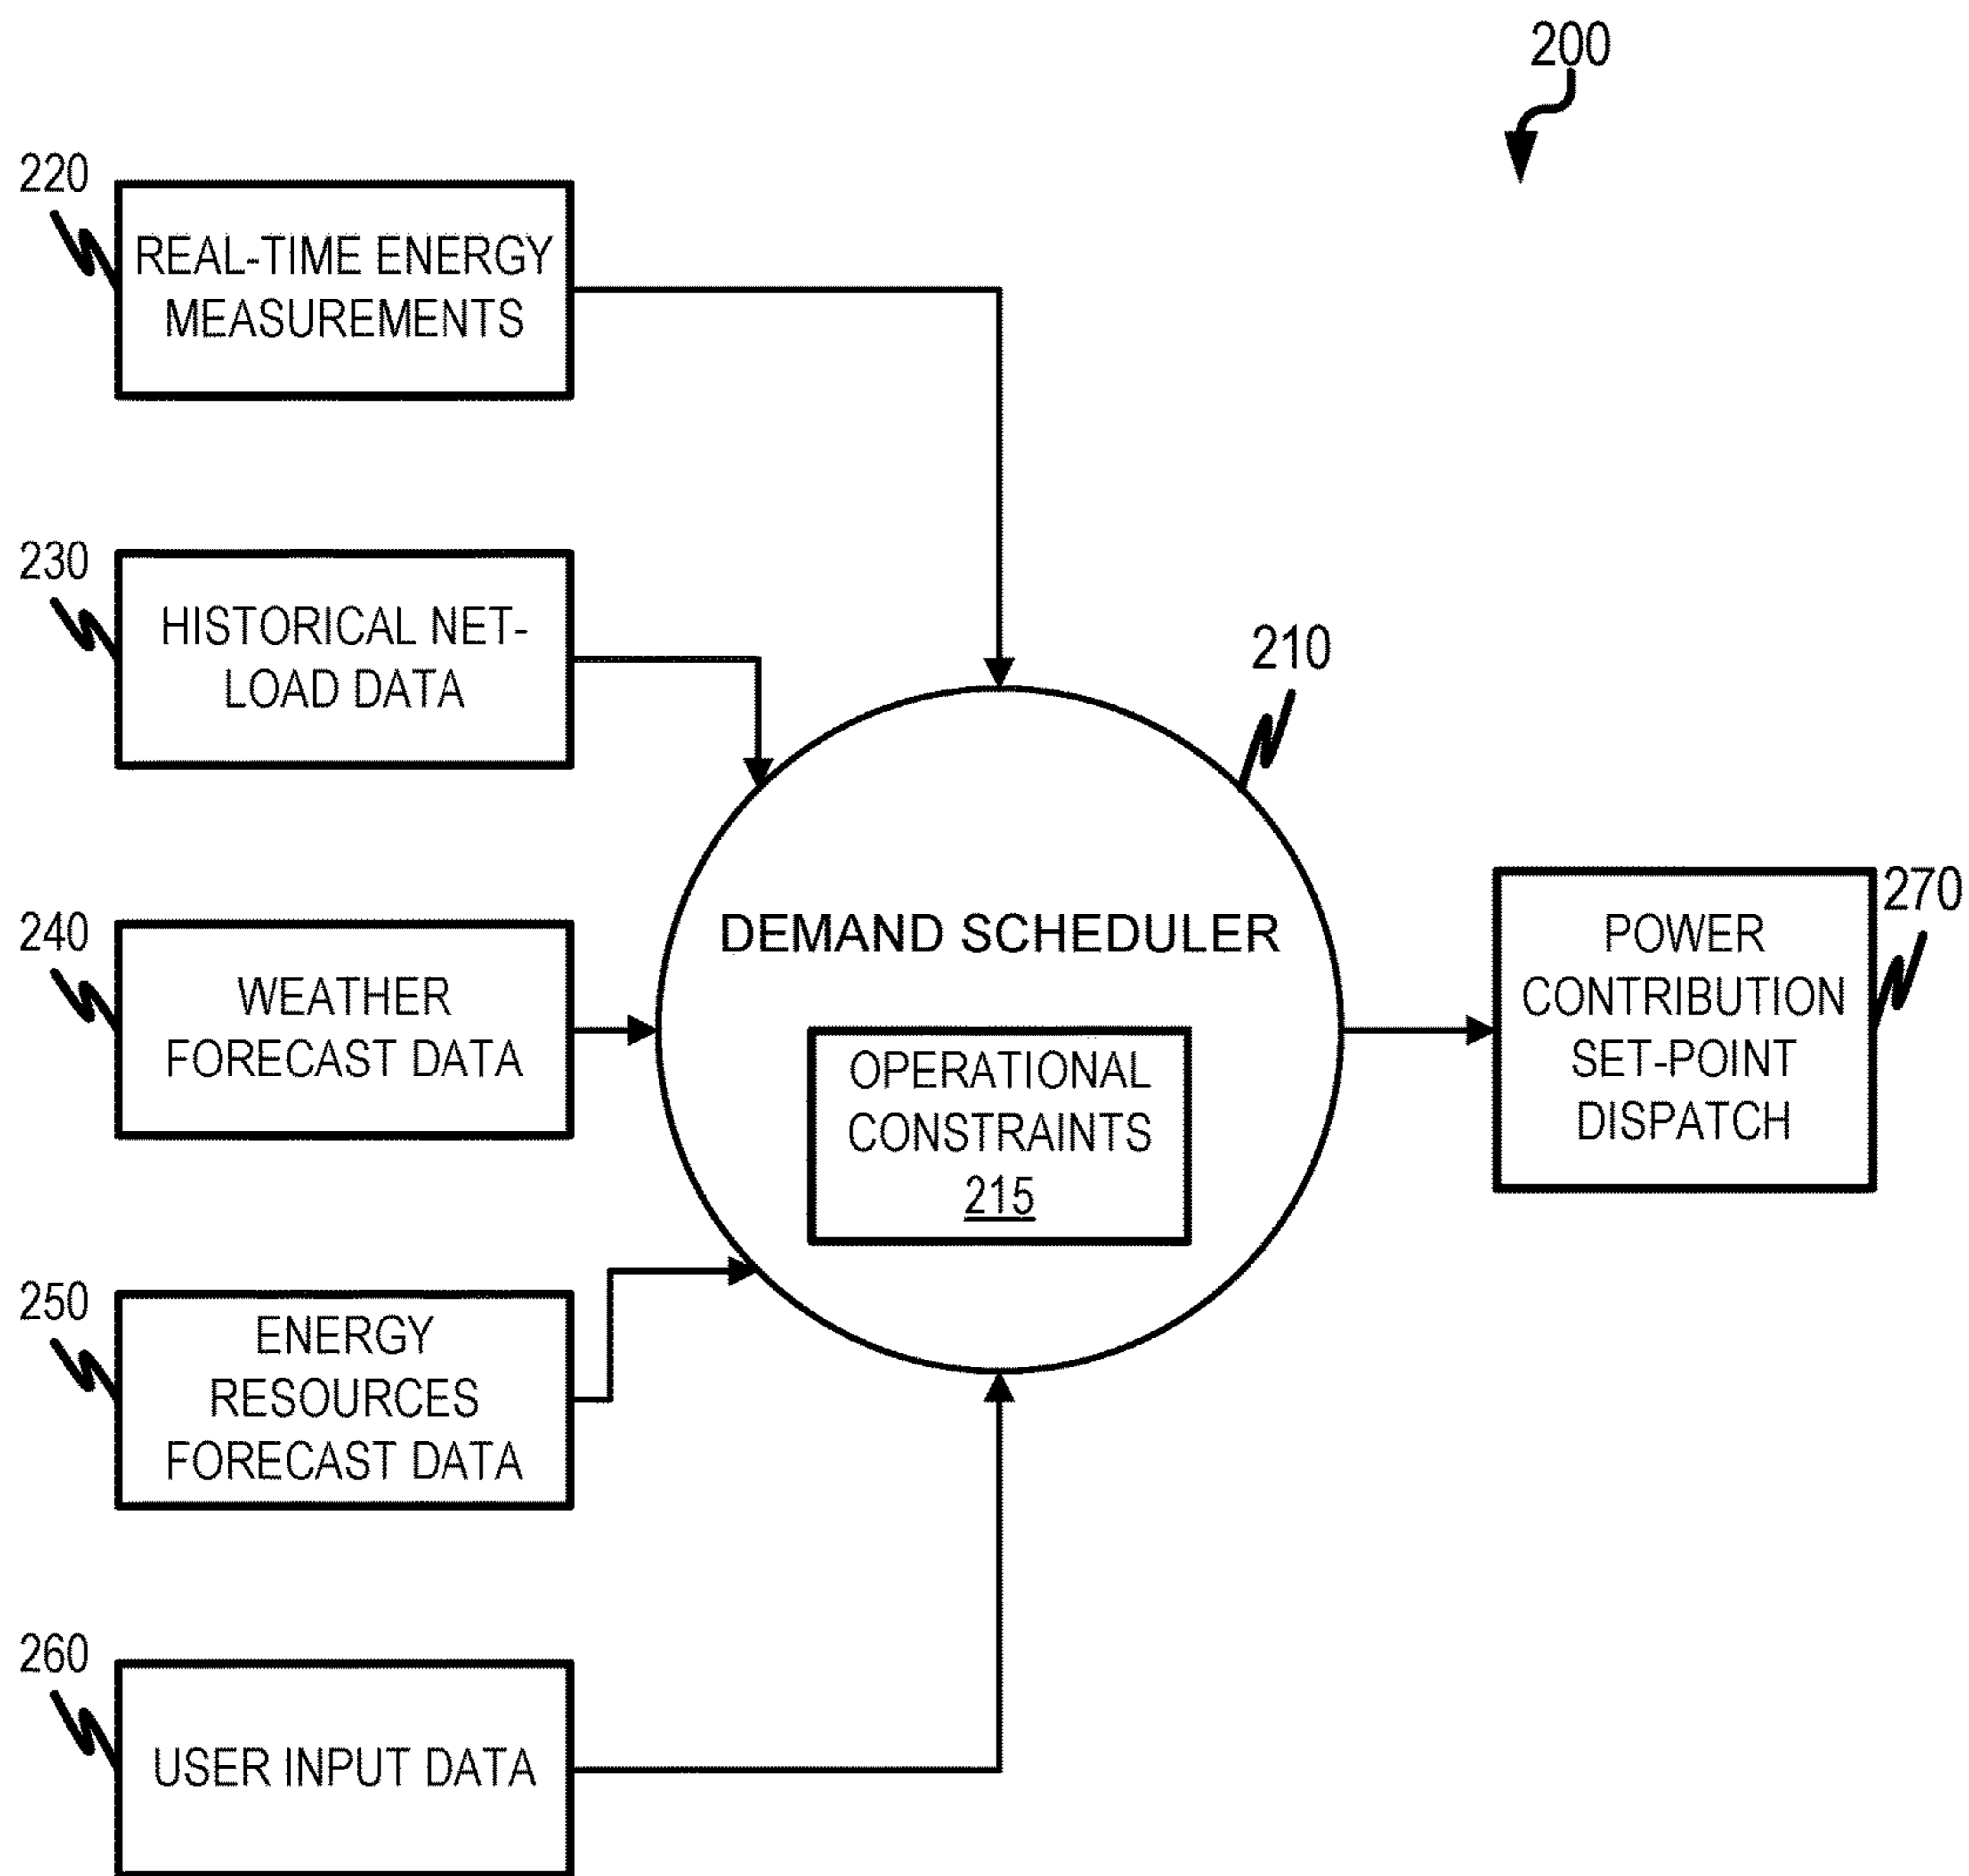 200
220
REAL-TIME ENERGY
MEASUREMENTS
230
HISTORICAL NET-
LOAD DATA
210
240
WEATHER
FORECAST DATA
DEMAND SCHEDULER
OPERATIONAL
CONSTRAINTS
215
270
POWER
CONTRIBUTION
SET-POINT
DISPATCH
250
ENERGY
RESOURCES
FORECAST DATA
260
USER INPUT DATA